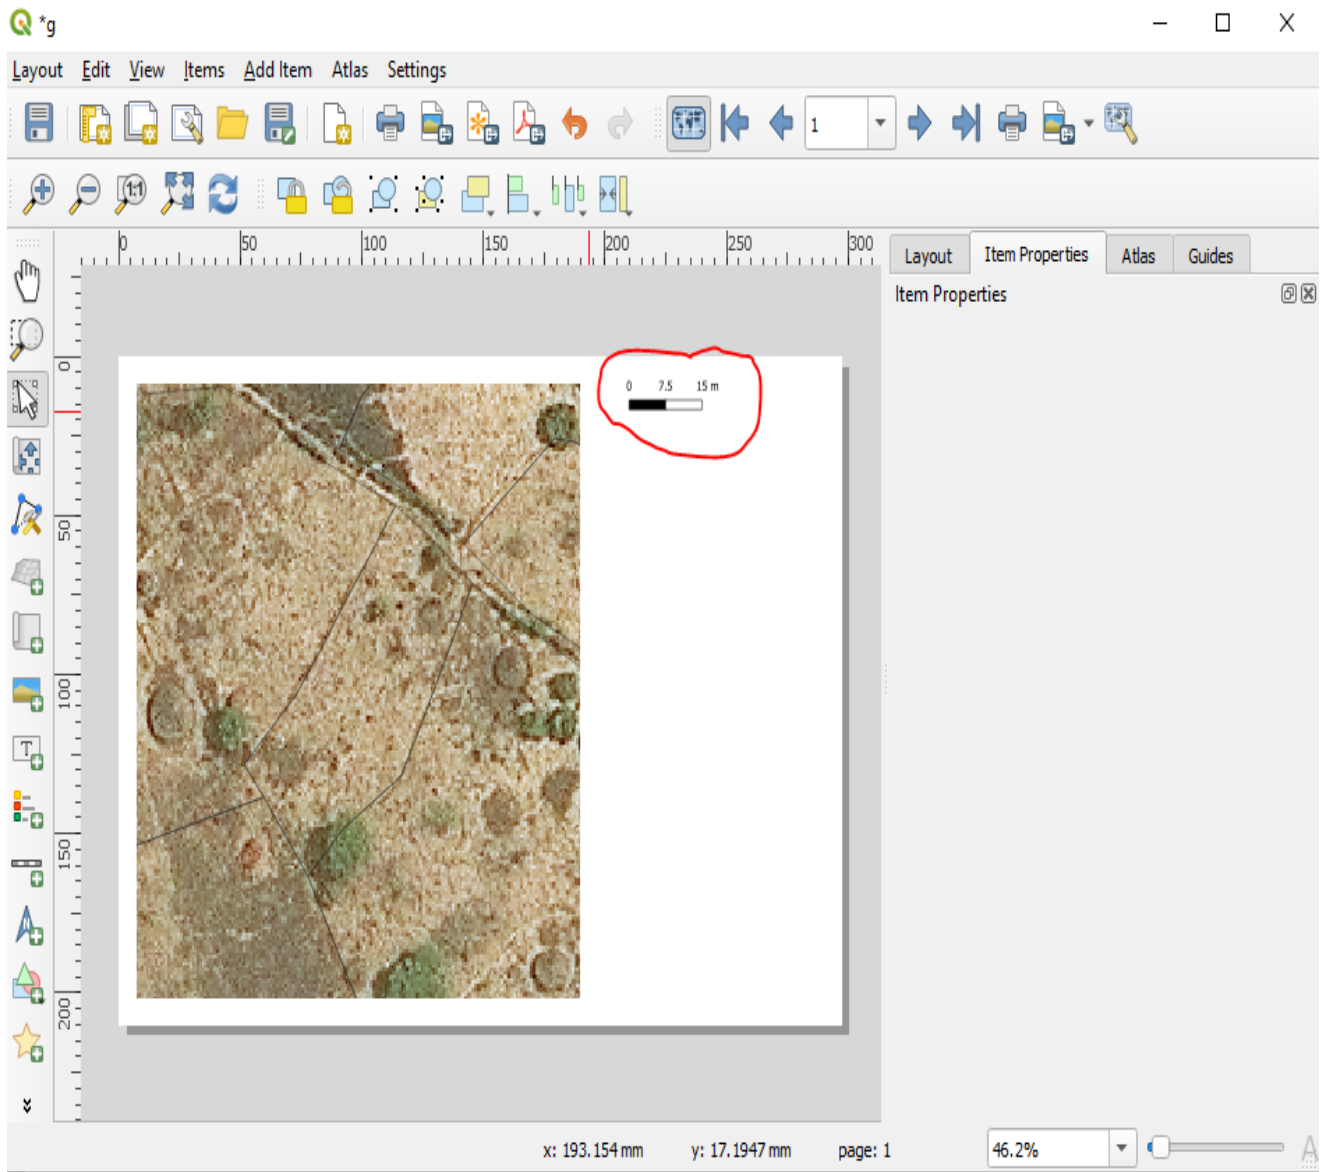 *g
Layout Edit View Items Add Item Atlas Settings
1
1:1
0 50 100 150 200 250 300
Layout Item Properties Atlas Guides
Item Properties
0 7.5 15 m
0
50
100
150
200
T
N
x: 193.154 mm y: 17.1947 mm page: 1 46.2%